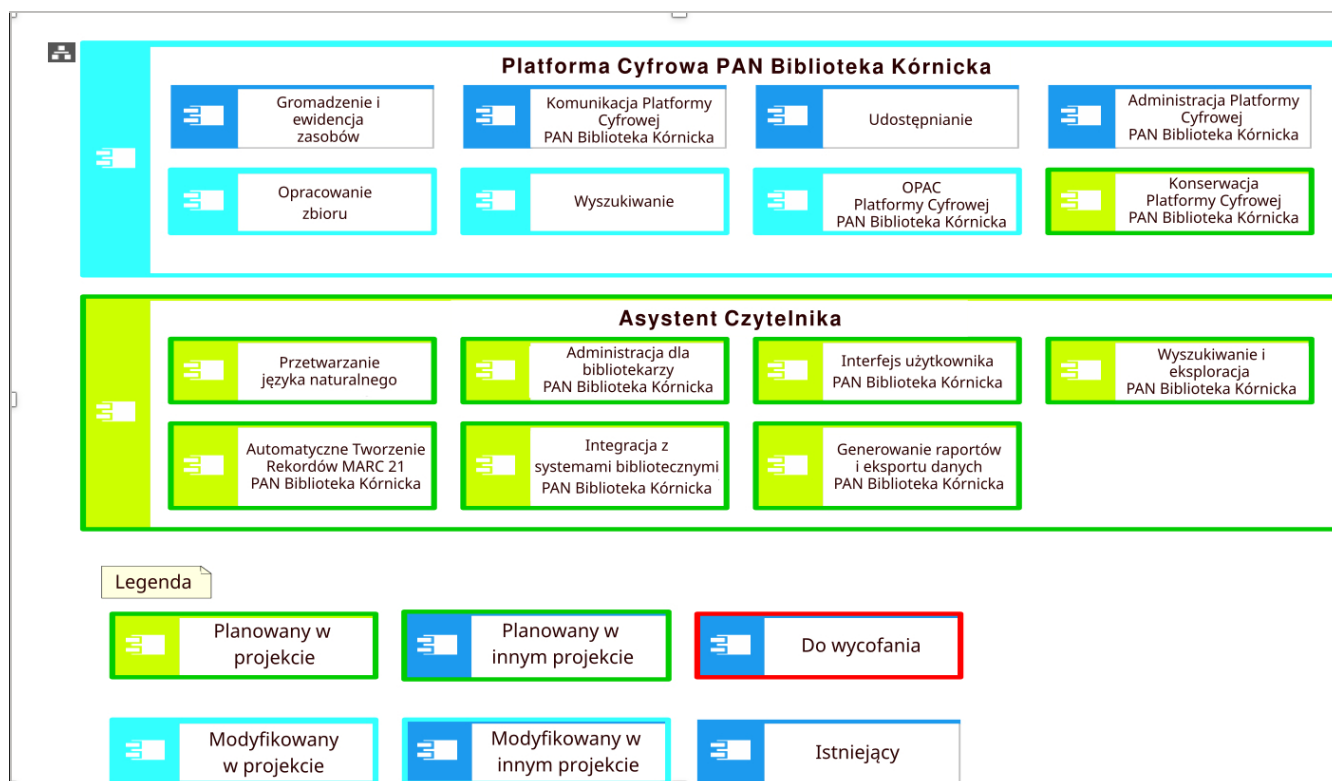 Platforma Cyfrowa PAN Biblioteka Kórnicka
Gromadzenie i
ewidencja
zasobów
Komunikacja Platformy
Cyfrowej
PAN Biblioteka Kórnicka
Udostępnianie
Administracja Platformy
Cyfrowej
PAN Biblioteka Kórnicka
Opracowanie
zbioru
Wyszukiwanie
OPAC
Platformy Cyfrowej
PAN Biblioteka Kórnicka
Konserwacja
Platformy Cyfrowej
PAN Biblioteka Kórnicka
Asystent Czytelnika
Przetwarzanie
języka naturalnego
Administracja dla
bibliotekarzy
PAN Biblioteka Kórnicka
Interfejs użytkownika
PAN Biblioteka Kórnicka
Wyszukiwanie i
eksploracja
PAN Biblioteka Kórnicka
Automatyczne Tworzenie
Rekordów MARC 21
PAN Biblioteka Kórnicka
Integracja z
systemami bibliotecznymi
PAN Biblioteka Kórnicka
Generowanie raportów
i eksportu danych
PAN Biblioteka Kórnicka
Legenda
Planowany w
projekcie
Planowany w
innym projekcie
Do wycofania
Modyfikowany
w projekcie
Modyfikowany w
innym projekcie
Istniejący